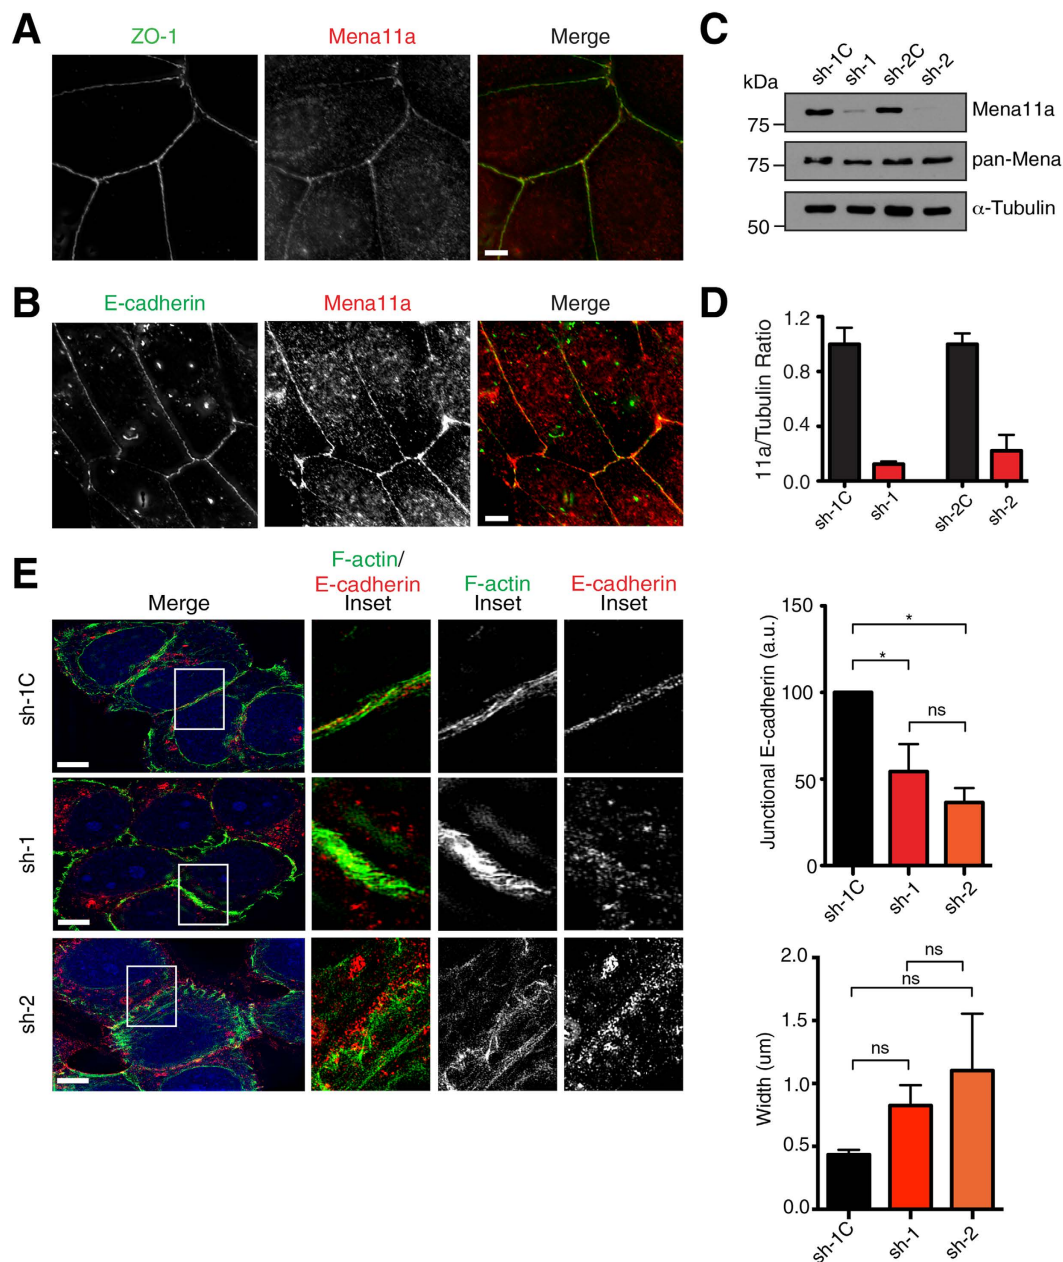 A
ZO-1 Mena11a Merge
B
E-cadherin Mena11a Merge
C
sh-1C sh-1 sh-2C sh-2
kDa
75 Mena11a
75 pan-Mena
50 α-Tubulin
D
11a/Tubulin Ratio
1.2
0.8
0.4
0.0
sh-1C sh-1 sh-2C sh-2
E
Merge
F-actin/
E-cadherin
Inset
F-actin
Inset
E-cadherin
Inset
sh-1C
sh-1
sh-2
Junctional E-cadherin (a.u.)
150
100
50
0
*
*
ns
sh-1C sh-1 sh-2
Width (um)
2.0
1.5
1.0
0.5
0.0
ns
ns
ns
sh-1C sh-1 sh-2